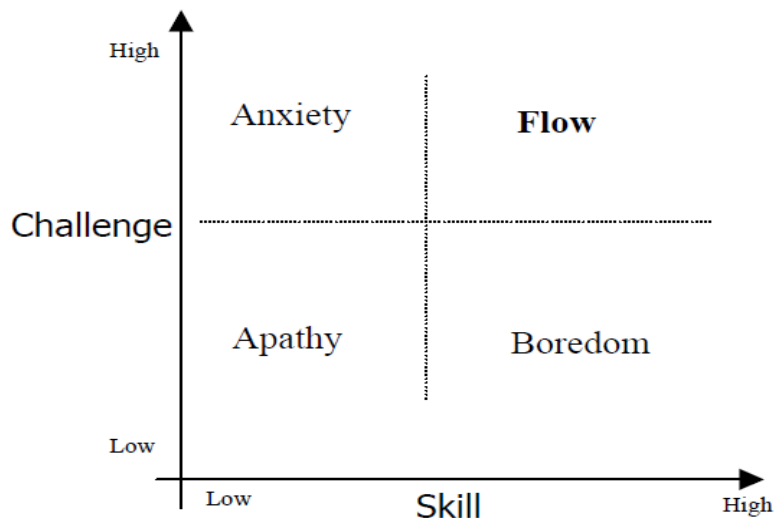 High
Anxiety
Flow
Challenge
Apathy
Boredom
Low
Low
Skill
High